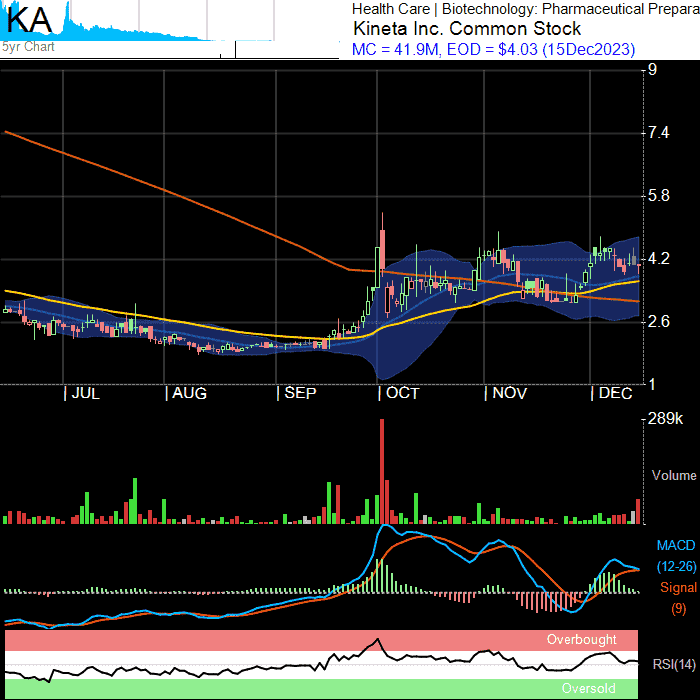 KA
5yr Chart
Health Care | Biotechnology: Pharmaceutical Prepara
Kineta Inc. Common Stock
MC = 41.9M, EOD = $4.03 (15Dec2023)
9
7.4
5.8
4.2
2.6
1
| JUL | AUG | SEP | OCT | NOV | DEC
289k
Volume
MACD
(12-26)
Signal
(9)
Overbought
RSI(14)
Oversold